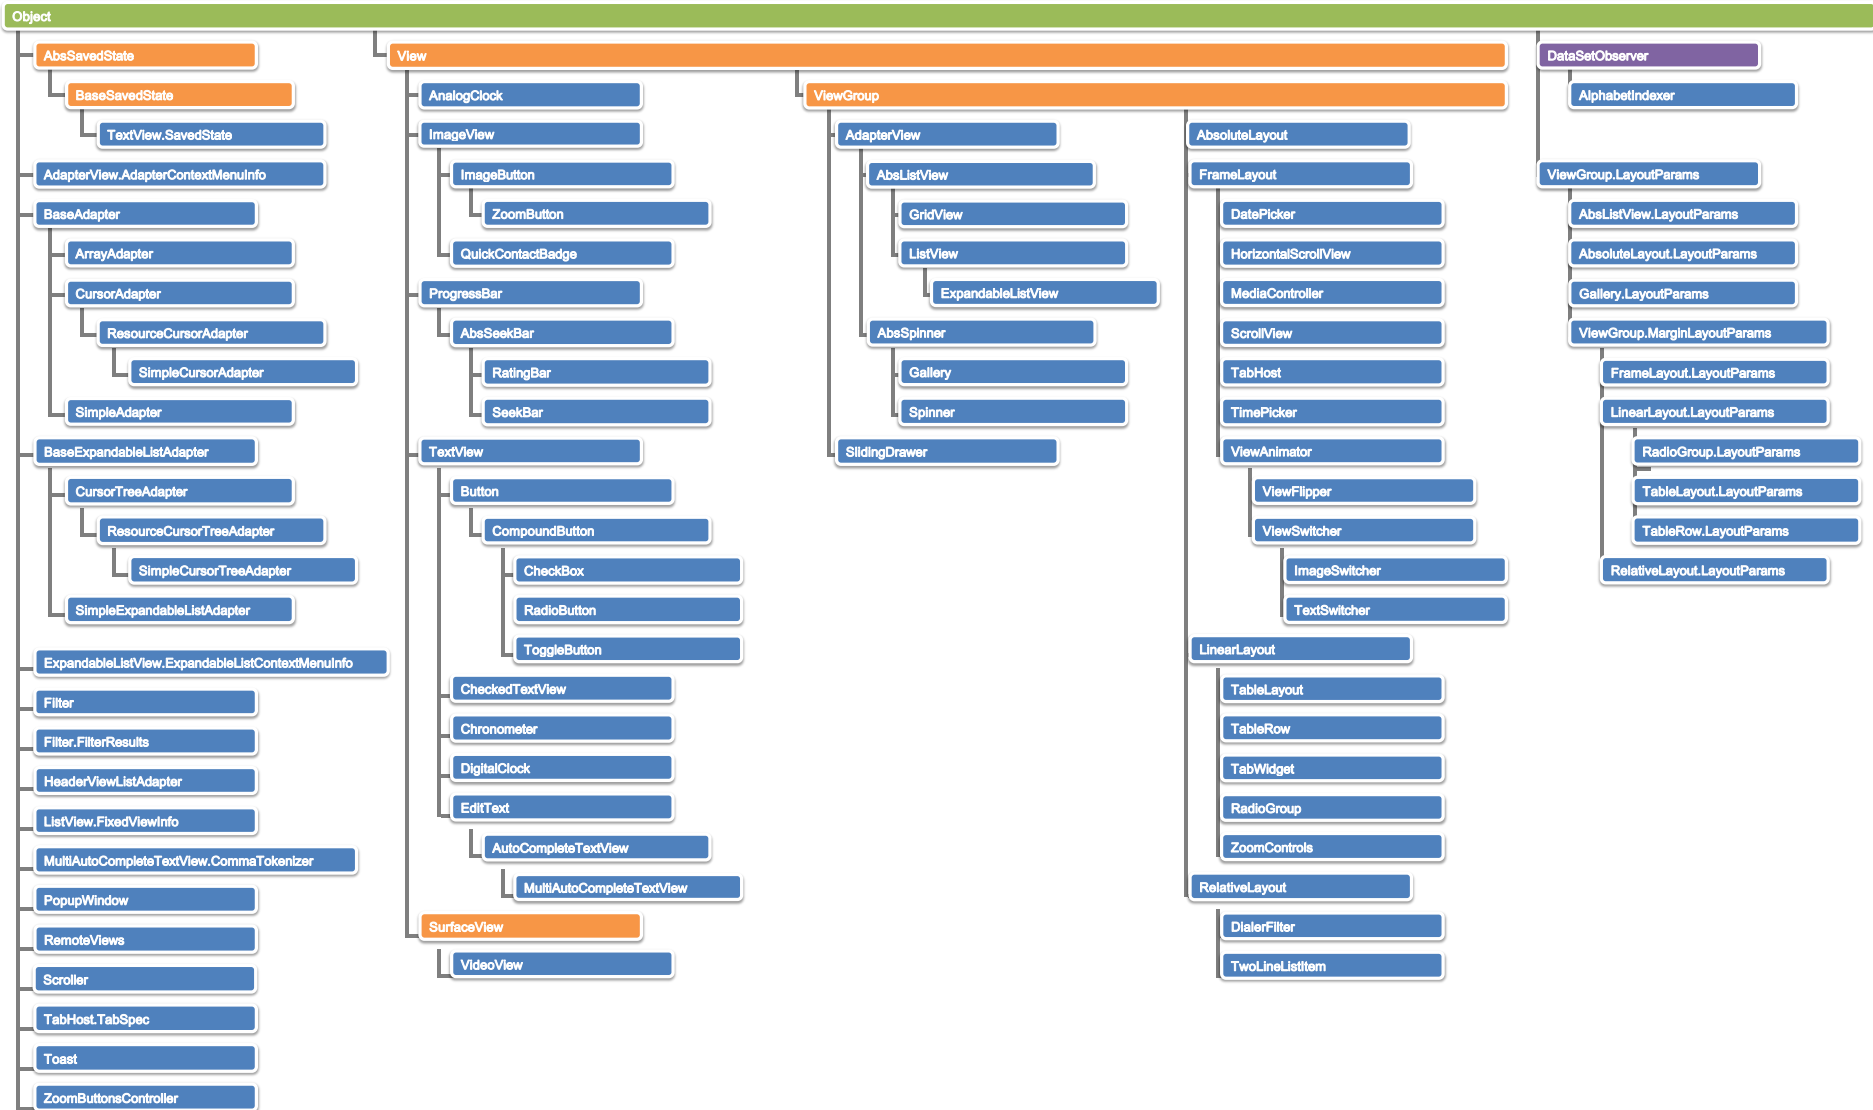 Object
AbsSavedState
BaseSavedState
TextView.SavedState
AdapterView.AdapterContextMenuInfo
BaseAdapter
ArrayAdapter
CursorAdapter
ResourceCursorAdapter
SimpleCursorAdapter
SimpleAdapter
BaseExpandableListAdapter
CursorTreeAdapter
ResourceCursorTreeAdapter
SimpleCursorTreeAdapter
SimpleExpandableListAdapter
ExpandableListView.ExpandableListContextMenuInfo
Filter
Filter.FilterResults
HeaderViewListAdapter
ListView.FixedViewInfo
MultiAutoCompleteTextView.CommaTokenizer
PopupWindow
RemoteViews
Scroller
TabHost.TabSpec
Toast
ZoomButtonsController
View
AnalogClock
ImageView
ImageButton
ZoomButton
QuickContactBadge
ProgressBar
AbsSeekBar
RatingBar
SeekBar
TextView
Button
CompoundButton
CheckBox
RadioButton
ToggleButton
CheckedTextView
Chronometer
DigitalClock
EditText
AutoCompleteTextView
MultiAutoCompleteTextView
SurfaceView
VideoView
ViewGroup
AdapterView
AbsListView
GridView
ListView
ExpandableListView
AbsSpinner
Gallery
Spinner
SlidingDrawer
AbsoluteLayout
FrameLayout
DatePicker
HorizontalScrollView
MediaController
ScrollView
TabHost
TimePicker
ViewAnimator
ViewFlipper
ViewSwitcher
ImageSwitcher
TextSwitcher
LinearLayout
TableLayout
TableRow
TabWidget
RadioGroup
ZoomControls
RelativeLayout
DialerFilter
TwoLineListItem
DataSetObserver
AlphabetIndexer
ViewGroup.LayoutParams
AbsListView.LayoutParams
AbsoluteLayout.LayoutParams
Gallery.LayoutParams
ViewGroup.MarginLayoutParams
FrameLayout.LayoutParams
LinearLayout.LayoutParams
RadioGroup.LayoutParams
TableLayout.LayoutParams
TableRow.LayoutParams
RelativeLayout.LayoutParams